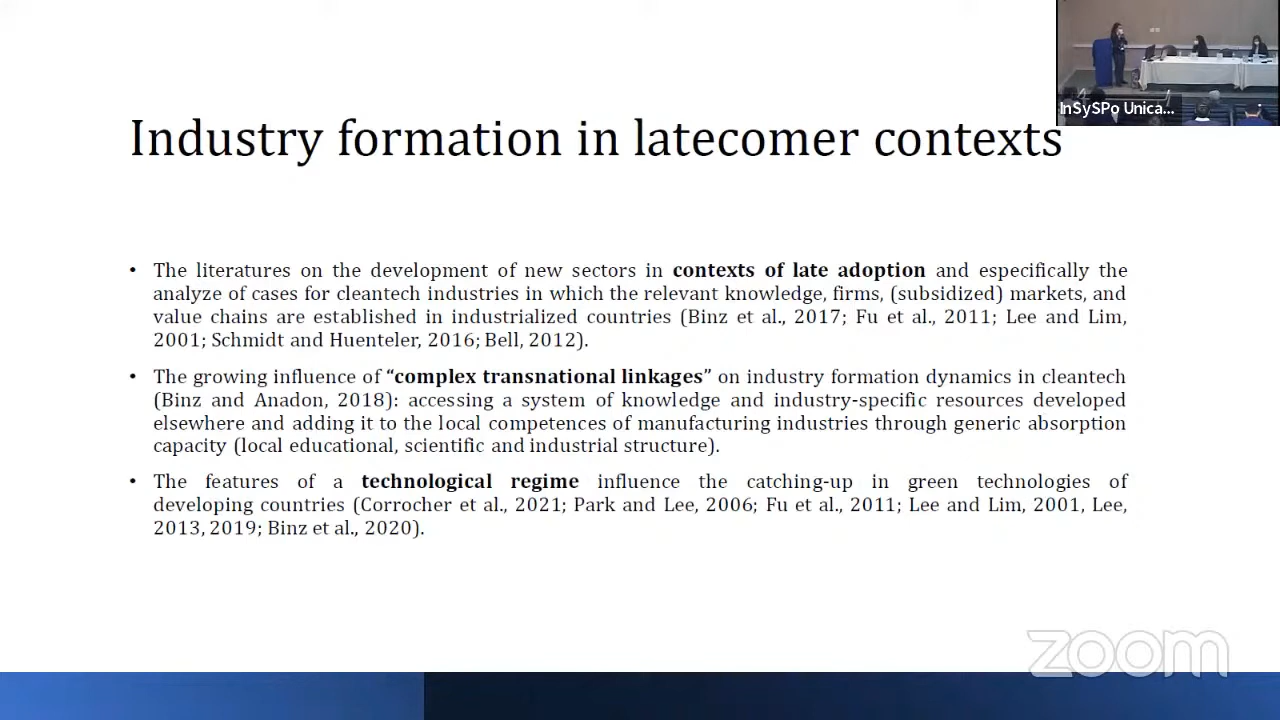 InSySPo Unica...
Industry formation in latecomer contexts
• The literatures on the development of new sectors in contexts of late adoption and especifically the
analyze of cases for cleantech industries in which the relevant knowledge, firms, (subsidized) markets, and
value chains are established in industrialized countries (Binz et al., 2017; Fu et al., 2011; Lee and Lim,
2001; Schmidt and Huenteler, 2016; Bell, 2012).
• The growing influence of “complex transnational linkages” on industry formation dynamics in cleantech
(Binz and Anadon, 2018): accessing a system of knowledge and industry-specific resources developed
elsewhere and adding it to the local competences of manufacturing industries through generic absorption
capacity (local educational, scientific and industrial structure).
• The features of a technological regime influence the catching-up in green technologies of
developing countries (Corrocher et al., 2021; Park and Lee, 2006; Fu et al., 2011; Lee and Lim, 2001, Lee,
2013, 2019; Binz et al., 2020).
zoom